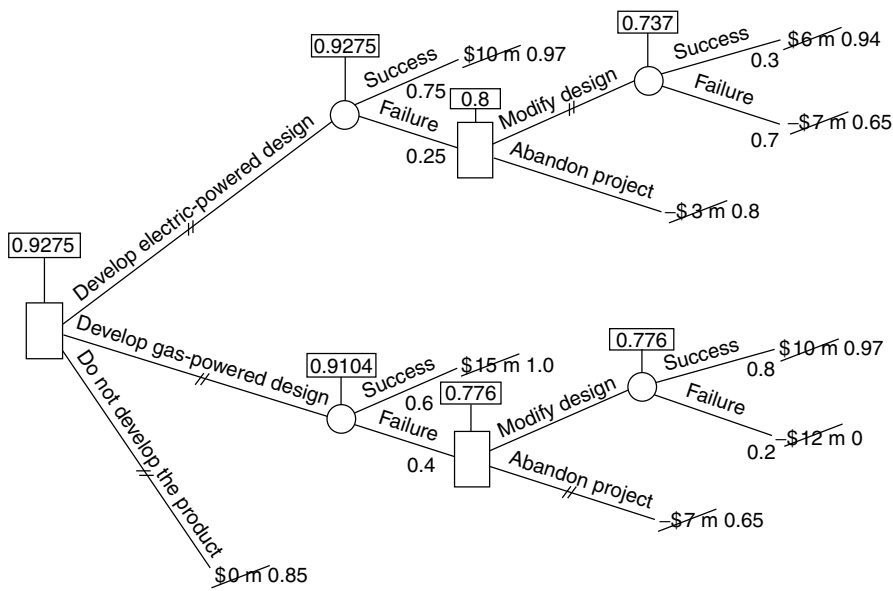 0.9275
Develop electric-powered design
0.9275
Success
0.75
$10 m 0.97
Failure
0.25
0.8
Modify design
0.737
Success
0.3
$6 m 0.94
Failure
0.7
–$7 m 0.65
Abandon project
–$3 m 0.8
Develop gas-powered design
0.9104
Success
0.6
$15 m 1.0
Failure
0.4
0.776
Modify design
0.776
Success
0.8
$10 m 0.97
Failure
0.2
–$12 m 0
Abandon project
–$7 m 0.65
Do not develop the product
$0 m 0.85